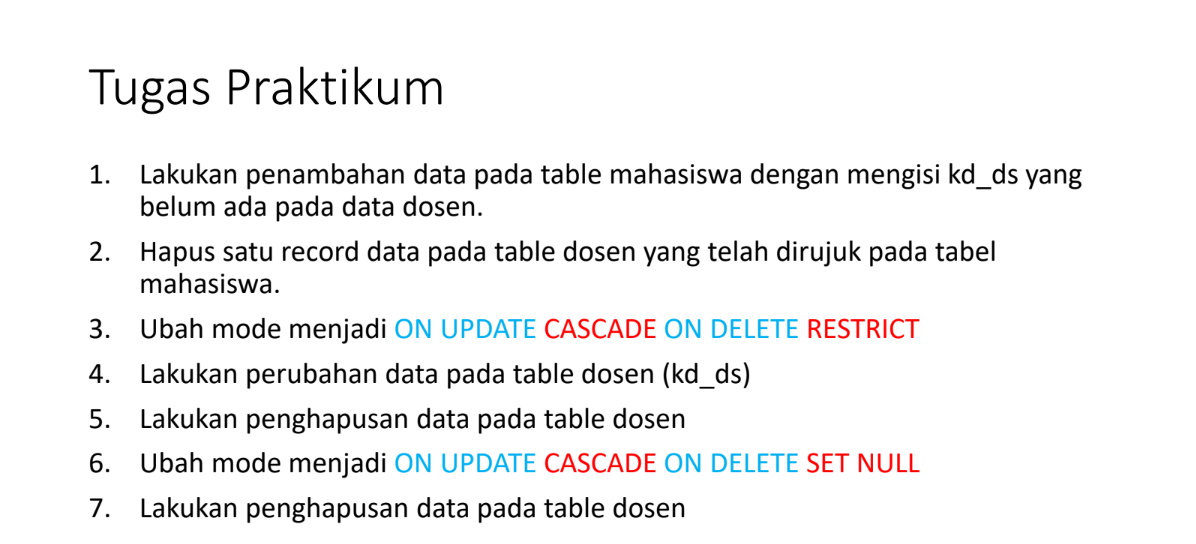 Tugas Praktikum
1. Lakukan penambahan data pada table mahasiswa dengan mengisi kd_ds yang
belum ada pada data dosen.
2. Hapus satu record data pada table dosen yang telah dirujuk pada tabel
mahasiswa.
3. Ubah mode menjadi ON UPDATE CASCADE ON DELETE RESTRICT
4. Lakukan perubahan data pada table dosen (kd_ds)
5. Lakukan penghapusan data pada table dosen
6. Ubah mode menjadi ON UPDATE CASCADE ON DELETE SET NULL
7. Lakukan penghapusan data pada table dosen